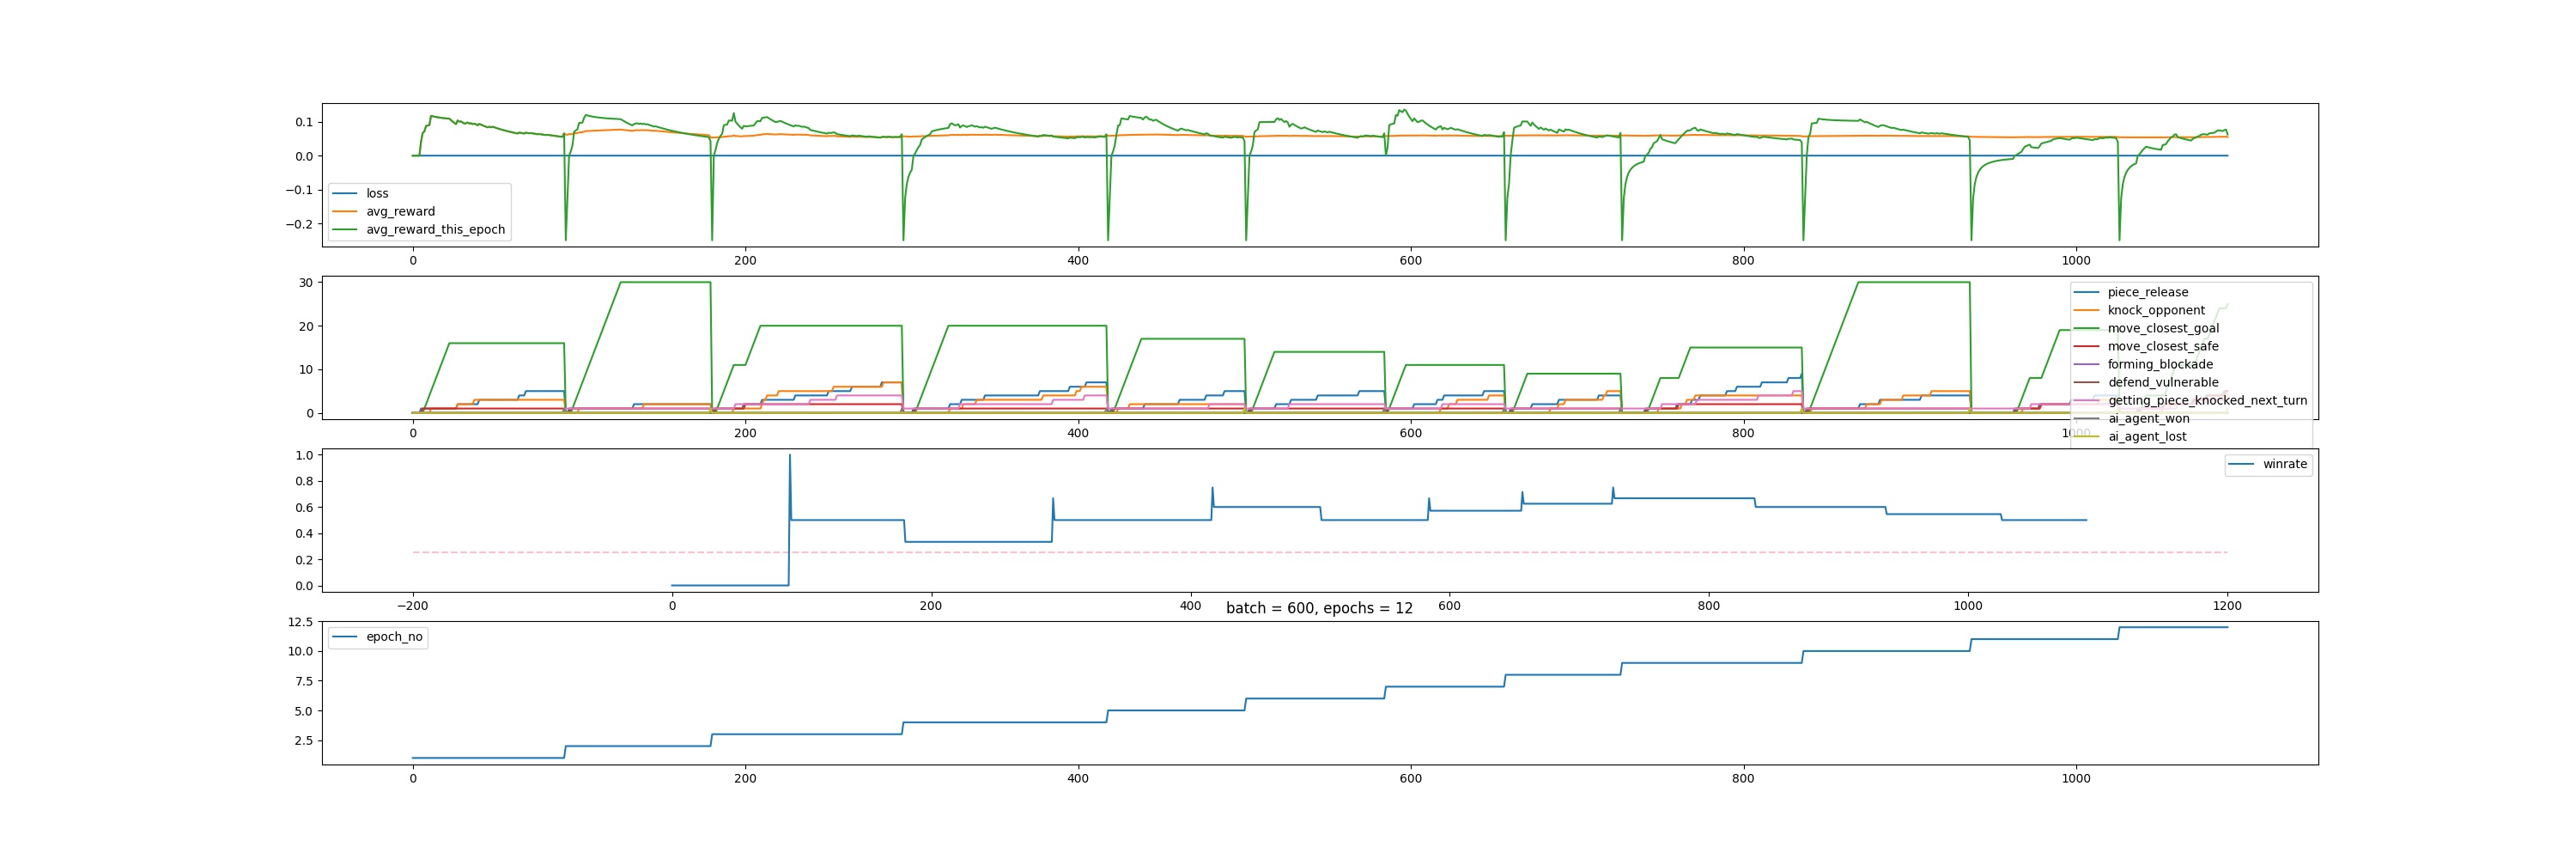 0.1
0.0
−0.1
−0.2
loss
avg_reward
avg_reward_this_epoch
0 200 400 600 800 1000
30
20
10
0
piece_release
knock_opponent
move_closest_goal
move_closest_safe
forming_blockade
defend_vulnerable
getting_piece_knocked_next_turn
ai_agent_won
ai_agent_lost
0 200 400 600 800 1000
1.0
0.8
0.6
0.4
0.2
0.0
winrate
−200 0 200 400 600 800 1000 1200
batch = 600, epochs = 12
12.5
10.0
7.5
5.0
2.5
epoch_no
0 200 400 600 800 1000